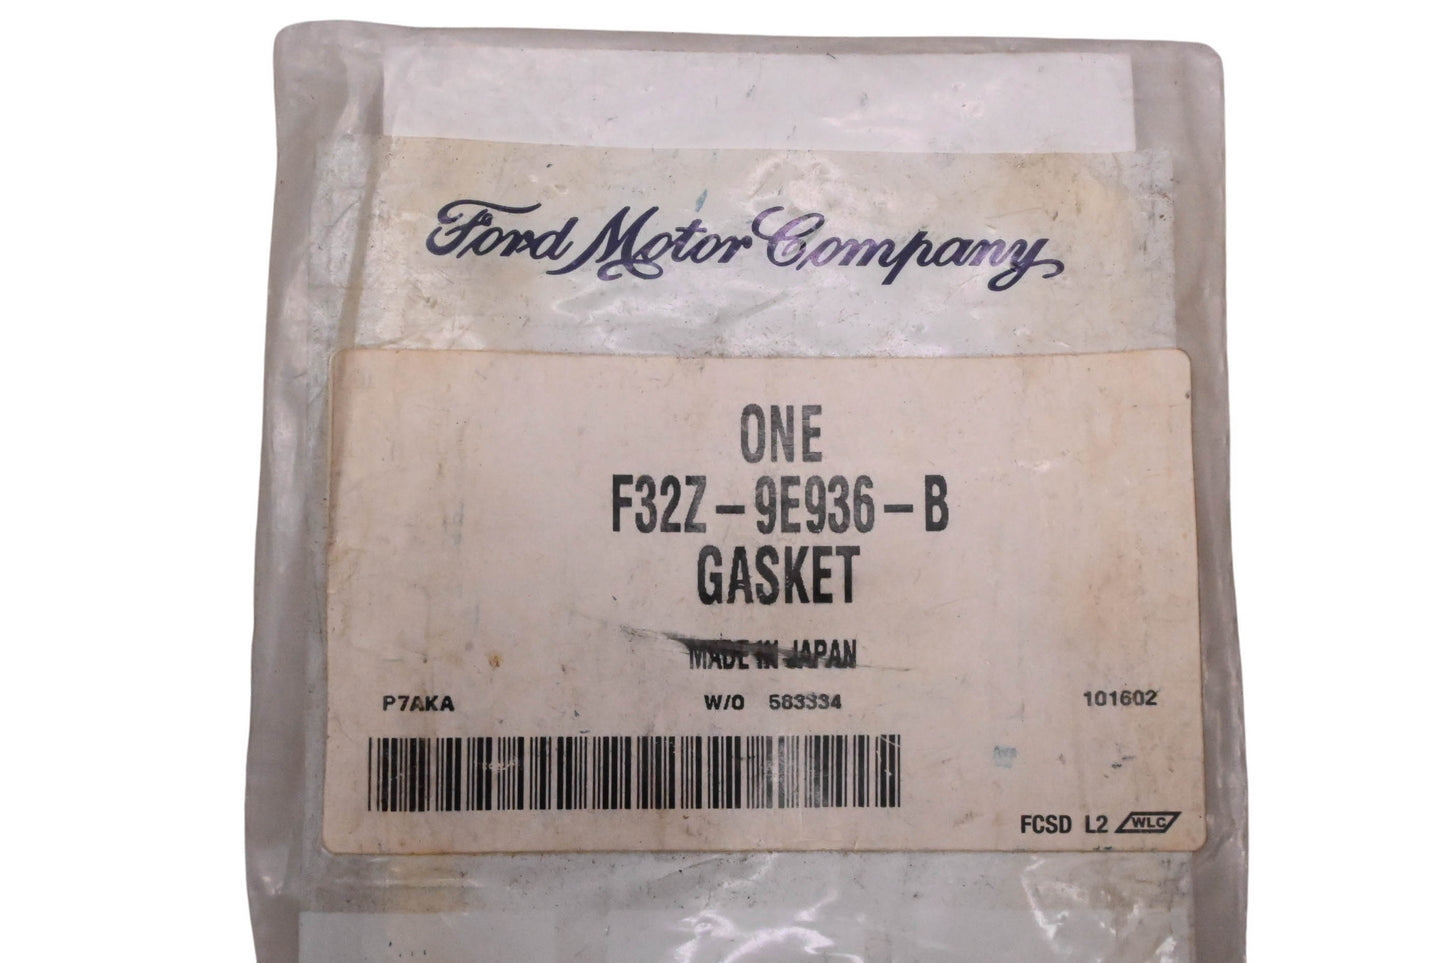 Ford Motor Company
ONE
F32Z-9E936-B
GASKET
MADE IN JAPAN
P7AKA W/O 583334 101602
FCSD L2 WLC